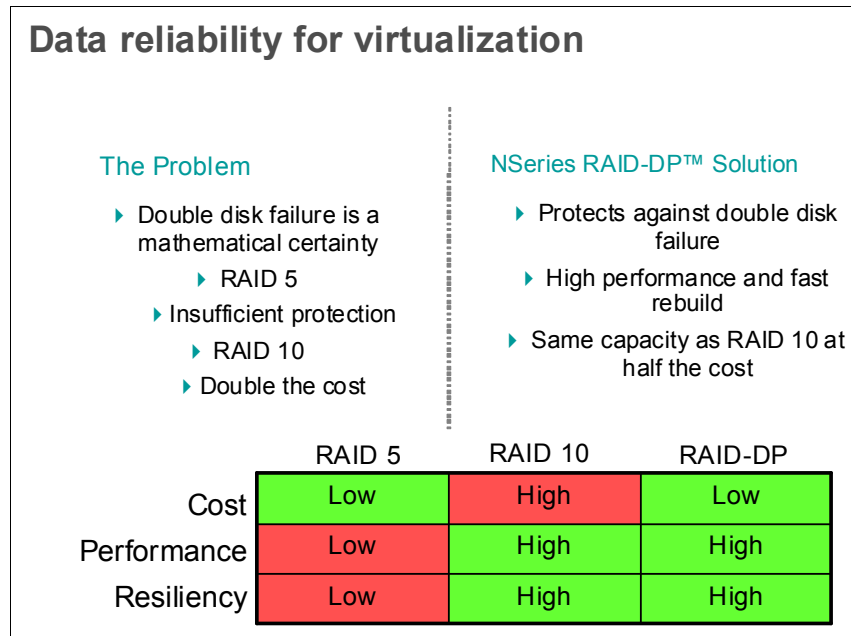 Data reliability for virtualization
The Problem
Double disk failure is a
mathematical certainty
RAID 5
Insufficient protection
RAID 10
Double the cost
NSeries RAID-DP™ Solution
Protects against double disk
failure
High performance and fast
rebuild
Same capacity as RAID 10 at
half the cost
RAID 5 RAID 10 RAID-DP
Cost Low High Low
Performance Low High High
Resiliency Low High High